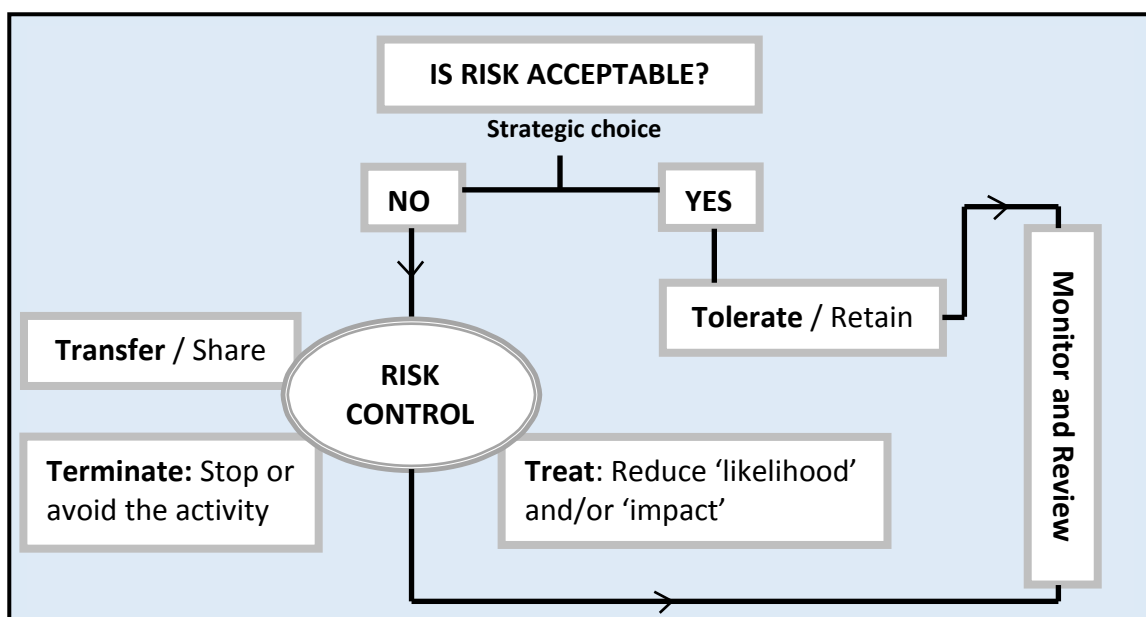 IS RISK ACCEPTABLE?
Strategic choice
NO
YES
Tolerate / Retain
Monitor and Review
Transfer / Share
RISK
CONTROL
Terminate: Stop or
avoid the activity
Treat: Reduce ‘likelihood’
and/or ‘impact’